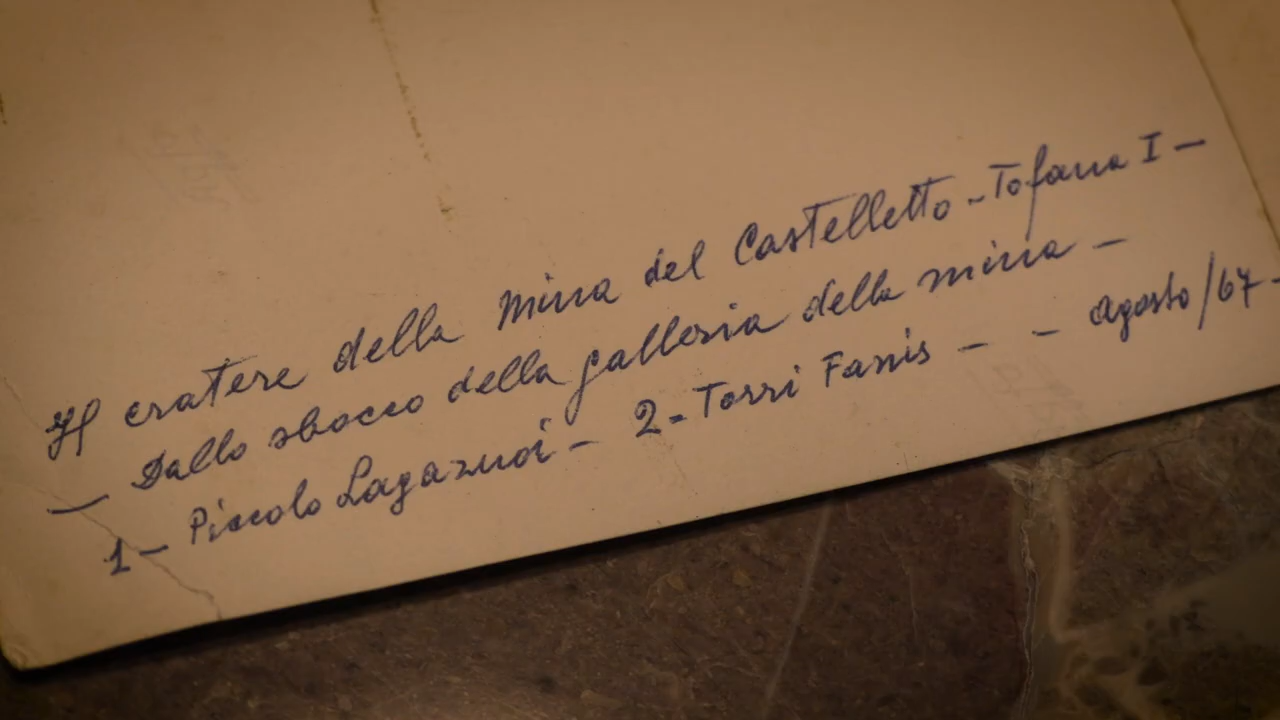 Il cratere della Mina del Castelletto - Tofana I -
- Dallo sbocco della galleria della mina -
1 - Piccolo Lagazuoi - 2 - Torri Fanis - - Agosto/67 -